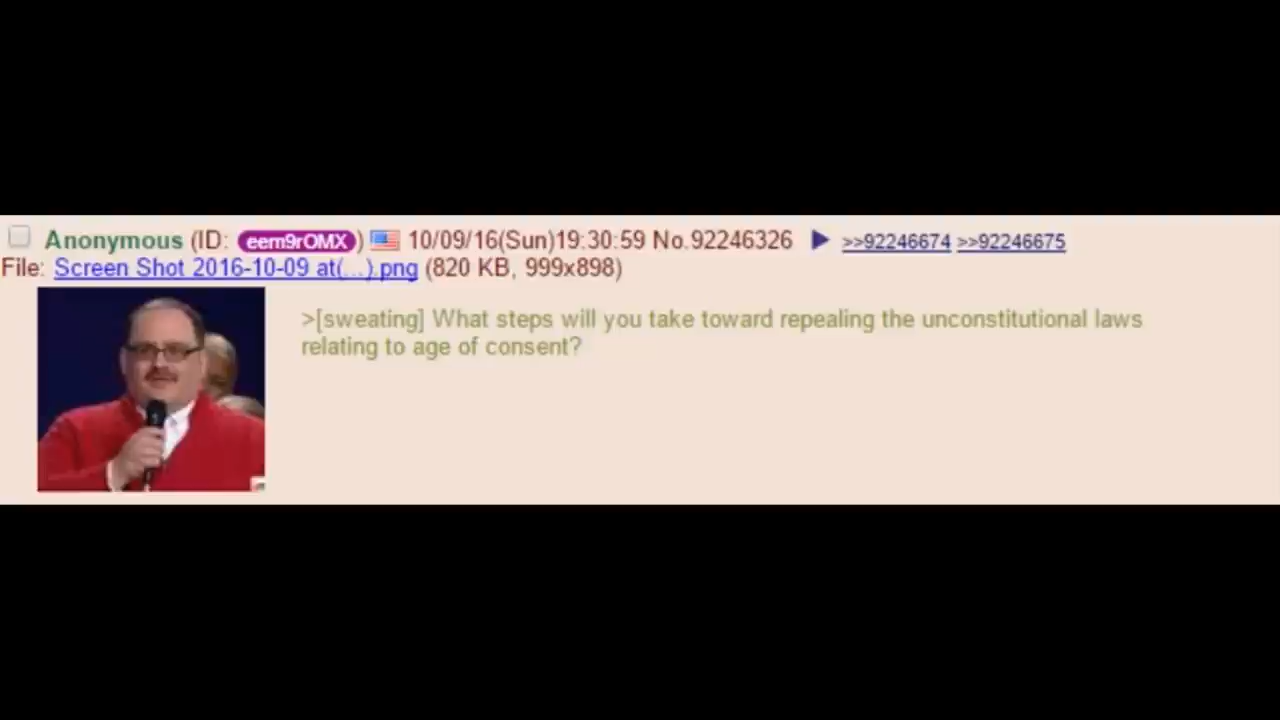 Anonymous (ID: eem9rOMX) 10/09/16(Sun)19:30:59 No.92246326 ▶ >>92246674 >>92246675
File: Screen Shot 2016-10-09 at(...).png (820 KB, 999x898)
>[sweating] What steps will you take toward repealing the unconstitutional laws
relating to age of consent?